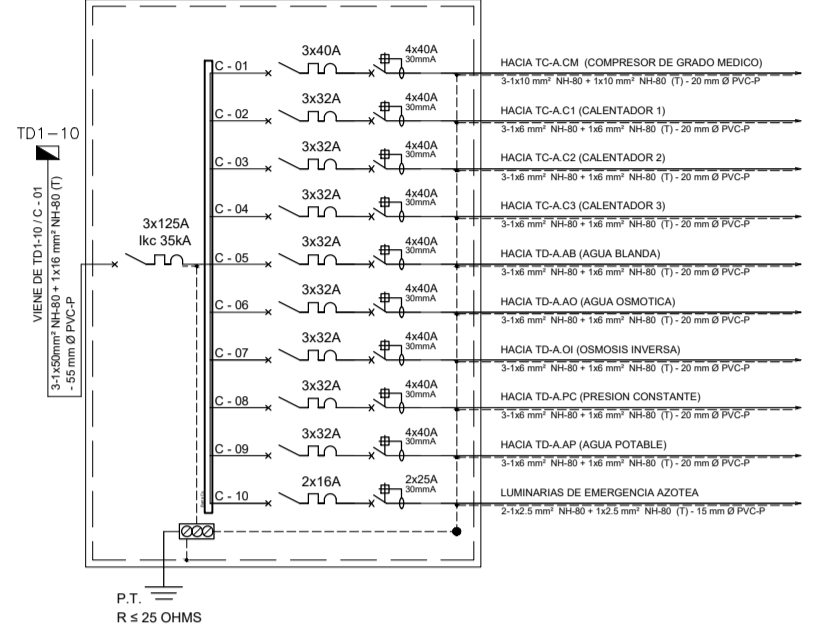 TD1-10
VIENE DE TD1-10 / C - 01
3-1x50mm² NH-80 + 1x16 mm² NH-80 (T)
- 55 mm Ø PVC-P
3x125A
Ikc 35kA
C - 01
3x40A
4x40A
30mmA
HACIA TC-A.CM (COMPRESOR DE GRADO MEDICO)
3-1x10 mm² NH-80 + 1x10 mm² NH-80 (T) - 20 mm Ø PVC-P
C - 02
3x32A
4x40A
30mmA
HACIA TC-A.C1 (CALENTADOR 1)
3-1x6 mm² NH-80 + 1x6 mm² NH-80 (T) - 20 mm Ø PVC-P
C - 03
3x32A
4x40A
30mmA
HACIA TC-A.C2 (CALENTADOR 2)
3-1x6 mm² NH-80 + 1x6 mm² NH-80 (T) - 20 mm Ø PVC-P
C - 04
3x32A
4x40A
30mmA
HACIA TC-A.C3 (CALENTADOR 3)
3-1x6 mm² NH-80 + 1x6 mm² NH-80 (T) - 20 mm Ø PVC-P
C - 05
3x32A
4x40A
30mmA
HACIA TD-A.AB (AGUA BLANDA)
3-1x6 mm² NH-80 + 1x6 mm² NH-80 (T) - 20 mm Ø PVC-P
C - 06
3x32A
4x40A
30mmA
HACIA TD-A.AO (AGUA OSMOTICA)
3-1x6 mm² NH-80 + 1x6 mm² NH-80 (T) - 20 mm Ø PVC-P
C - 07
3x32A
4x40A
30mmA
HACIA TD-A.OI (OSMOSIS INVERSA)
3-1x6 mm² NH-80 + 1x6 mm² NH-80 (T) - 20 mm Ø PVC-P
C - 08
3x32A
4x40A
30mmA
HACIA TD-A.PC (PRESION CONSTANTE)
3-1x6 mm² NH-80 + 1x6 mm² NH-80 (T) - 20 mm Ø PVC-P
C - 09
3x32A
4x40A
30mmA
HACIA TD-A.AP (AGUA POTABLE)
3-1x6 mm² NH-80 + 1x6 mm² NH-80 (T) - 20 mm Ø PVC-P
C - 10
2x16A
2x25A
30mmA
LUMINARIAS DE EMERGENCIA AZOTEA
2-1x2.5 mm² NH-80 + 1x2.5 mm² NH-80 (T) - 15 mm Ø PVC-P
P.T.
R ≤ 25 OHMS